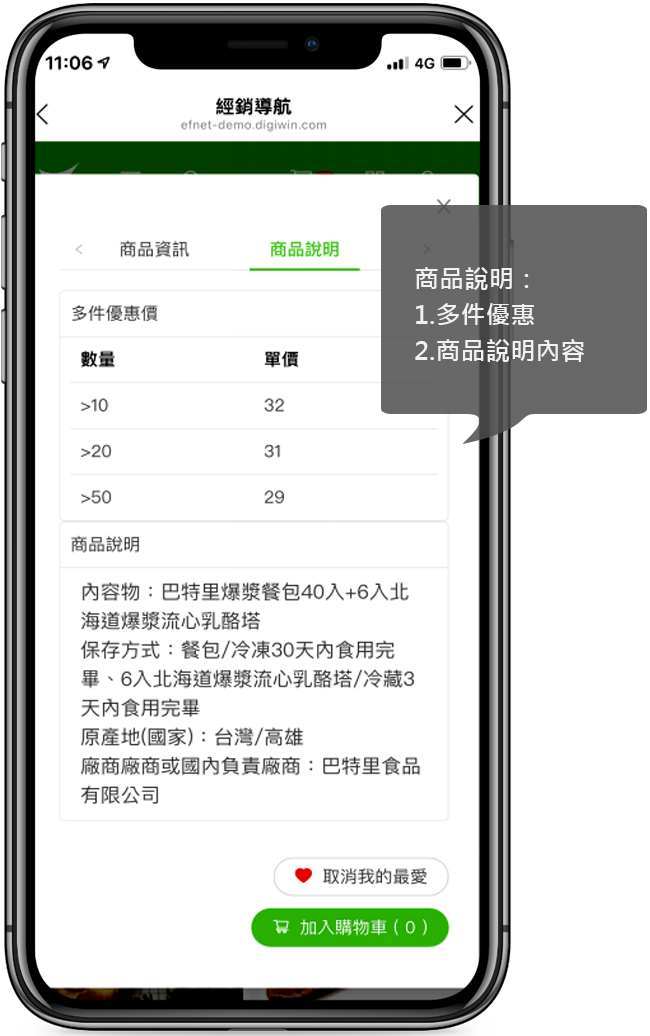 11:06
4G
經銷導航
efnet-demo.digiwin.com
商品資訊
商品說明
多件優惠價
數量 單價
>10 32
>20 31
>50 29
商品說明
內容物：巴特里爆漿餐包40入+6入北
海道爆漿流心乳酪塔
保存方式：餐包/冷凍30天內食用完
畢、6入北海道爆漿流心乳酪塔/冷藏3
天內食用完畢
原產地(國家)：台灣/高雄
廠商廠商或國內負責廠商：巴特里食品
有限公司
取消我的最愛
加入購物車 ( 0 )
商品說明：
1.多件優惠
2.商品說明內容